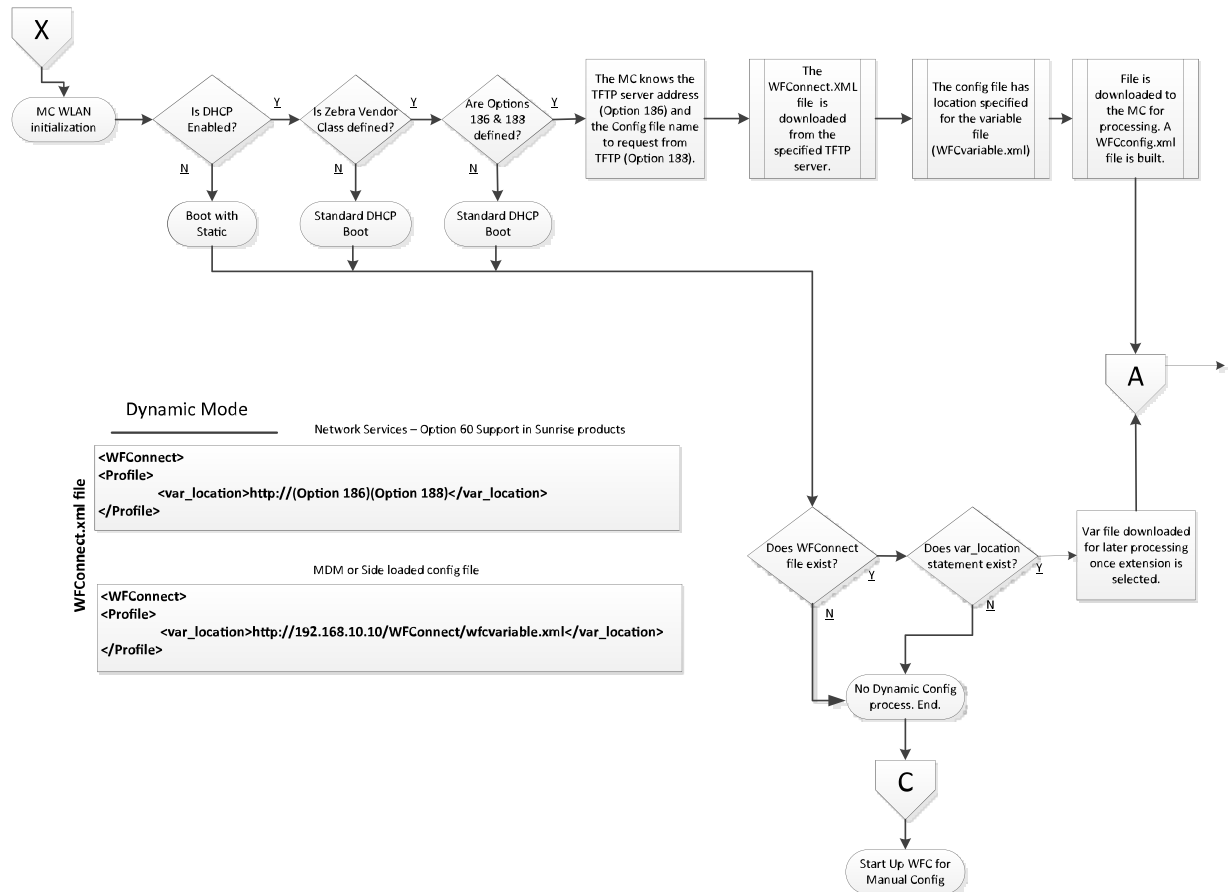 X
MC WLAN
initialization
Is DHCP
Enabled?
Y
N
Is Zebra Vendor
Class defined?
Y
N
Are Options
186 & 188
defined?
Y
N
The MC knows the
TFTP server address
(Option 186) and
the Config file name
to request from
TFTP (Option 188).
The
WFConnect.XML
file is
downloaded
from the
specified TFTP
server.
The config file has
location specified
for the variable
file
(WFCvariable.xml)
File is
downloaded to
the MC for
processing. A
WFCconfig.xml
file is built.
Boot with
Static
Standard DHCP
Boot
Standard DHCP
Boot
A
Dynamic Mode
Network Services – Option 60 Support in Sunrise products
WFConnect.xml file
<WFConnect>
<Profile>
<var_location>http://(Option 186)(Option 188)</var_location>
</Profile>
MDM or Side loaded config file
<WFConnect>
<Profile>
<var_location>http://192.168.10.10/WFConnect/wfcvariable.xml</var_location>
</Profile>
Does WFConnect
file exist?
Y
N
Does var_location
statement exist?
Y
N
Var file downloaded
for later processing
once extension is
selected.
No Dynamic Config
process. End.
C
Start Up WFC for
Manual Config